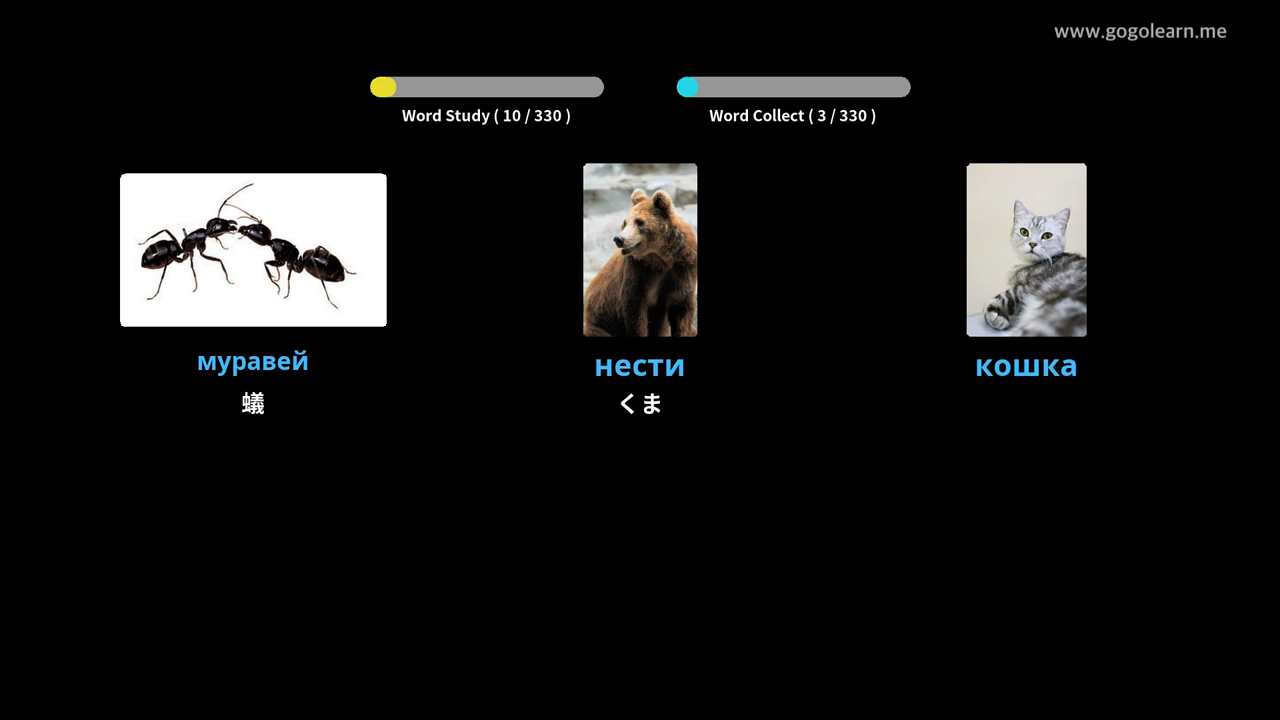 www.gogolearn.me
Word Study ( 10 / 330 )
Word Collect ( 3 / 330 )
муравей
蟻
нести
くま
кошка